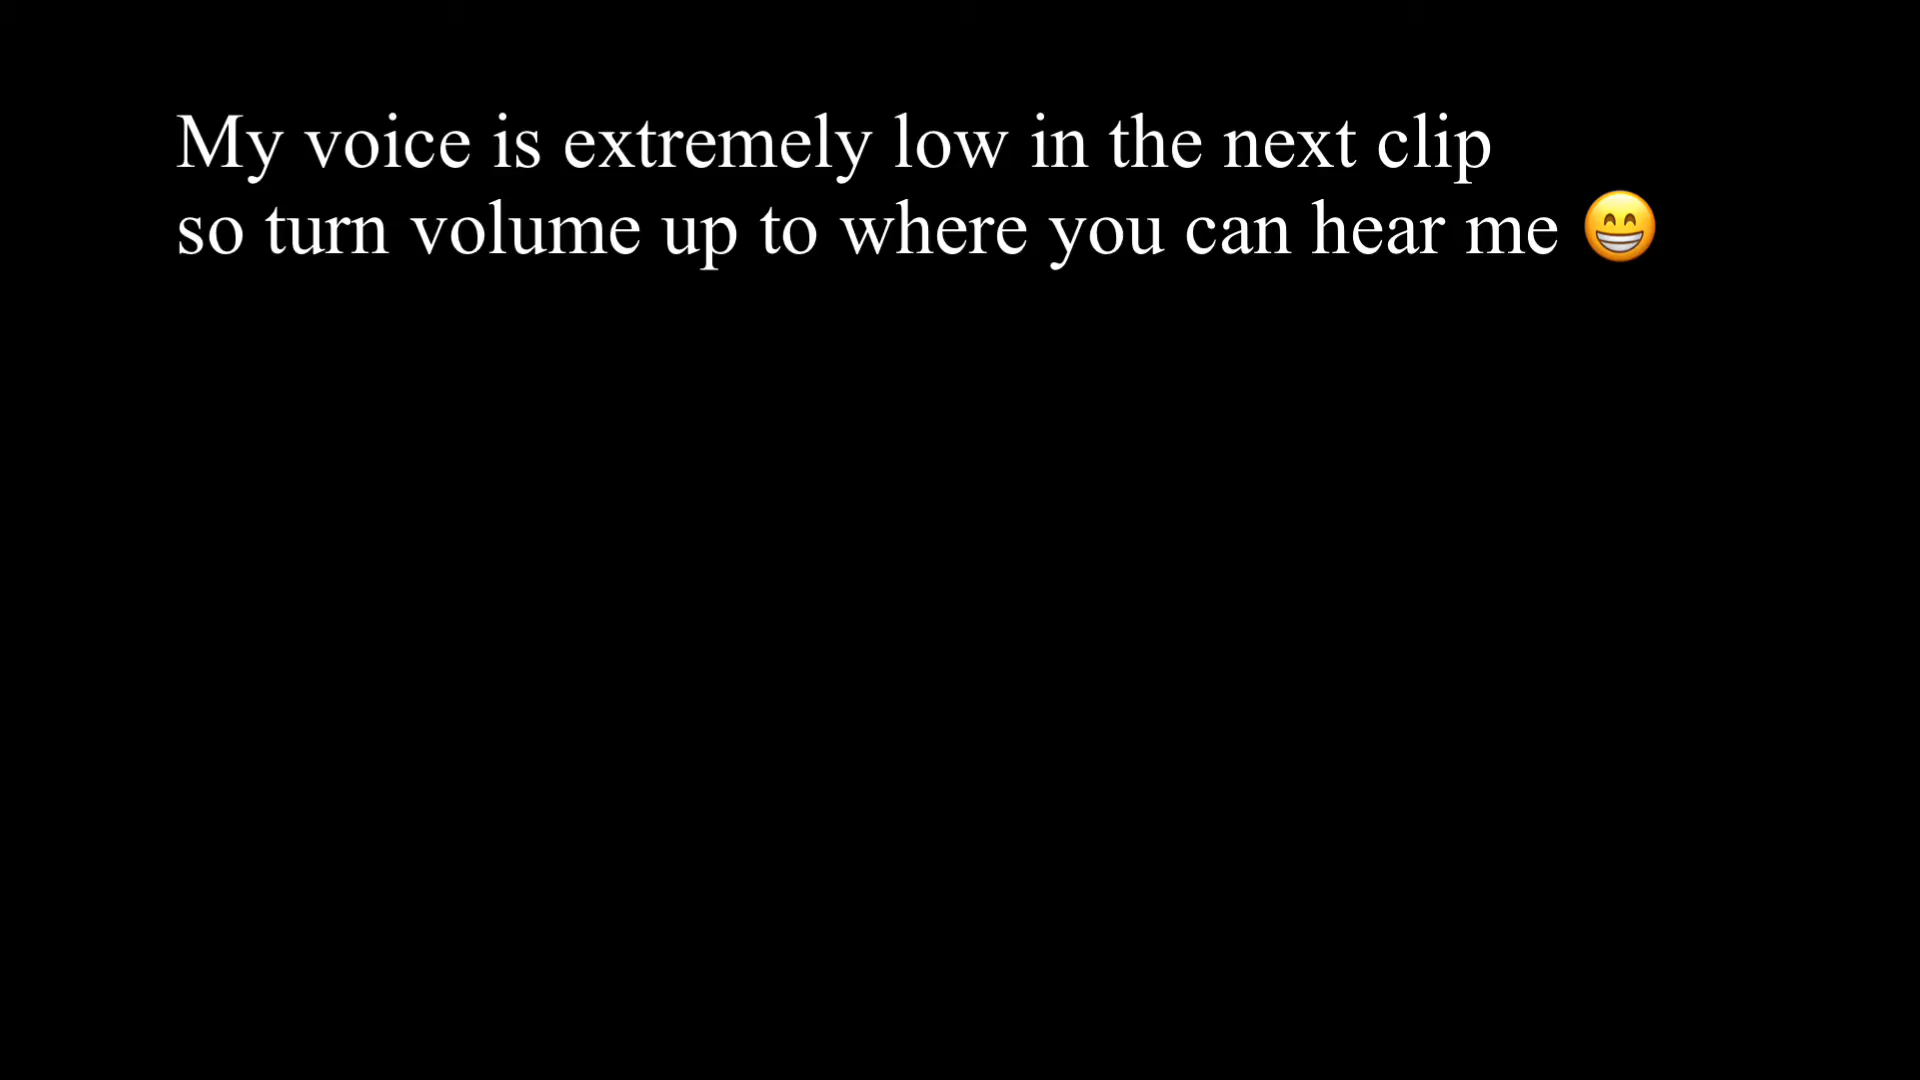 My voice is extremely low in the next clip
so turn volume up to where you can hear me 😁